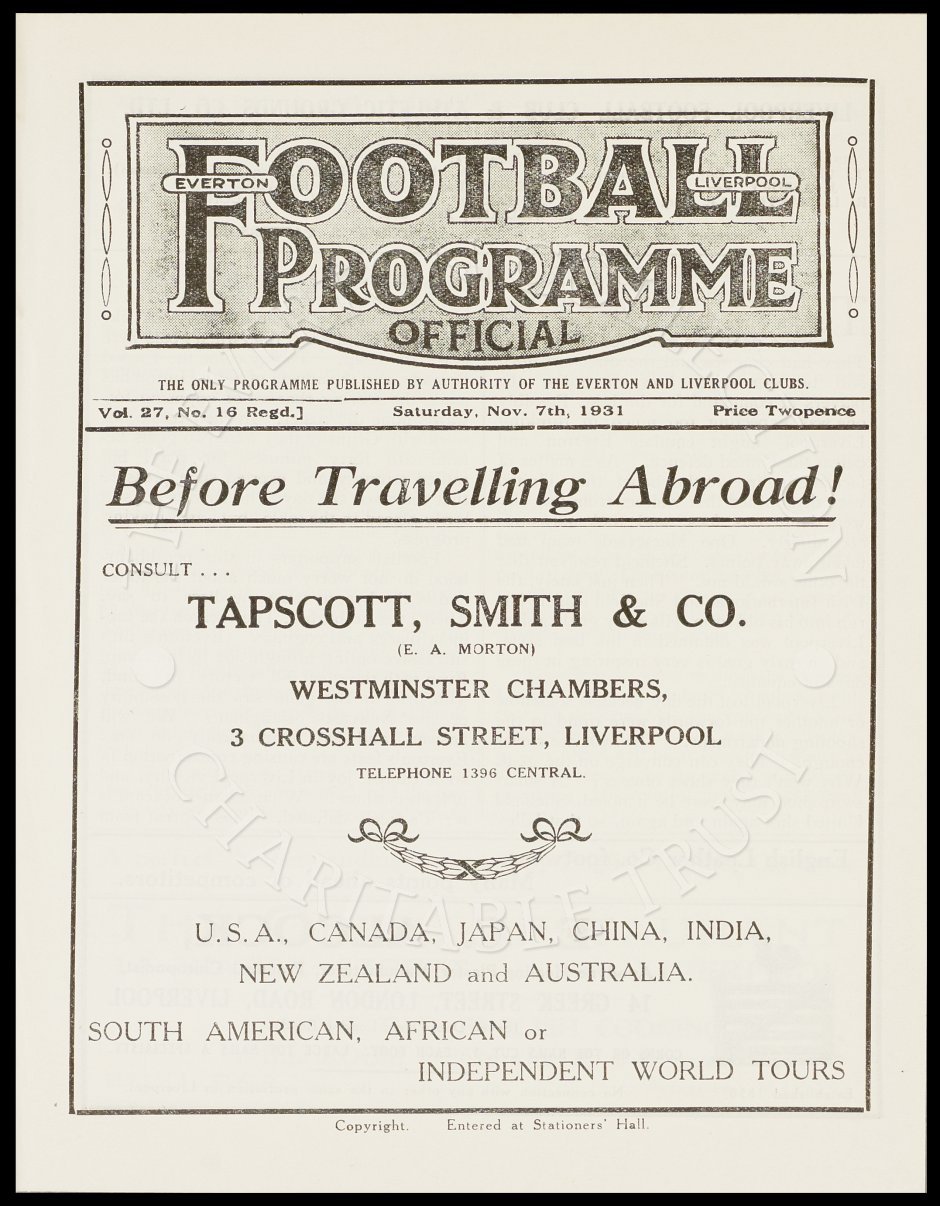 EVERTON FOOTBALL LIVERPOOL
PROGRAMME
OFFICIAL
THE ONLY PROGRAMME PUBLISHED BY AUTHORITY OF THE EVERTON AND LIVERPOOL CLUBS.
Vol. 27, No. 16 Regd.] Saturday, Nov. 7th, 1931 Price Twopence
Before Travelling Abroad!
CONSULT . . .
TAPSCOTT, SMITH & CO.
(E. A. MORTON)
WESTMINSTER CHAMBERS,
3 CROSSHALL STREET, LIVERPOOL
TELEPHONE 1396 CENTRAL.
U.S.A., CANADA, JAPAN, CHINA, INDIA,
NEW ZEALAND and AUSTRALIA.
SOUTH AMERICAN, AFRICAN or
INDEPENDENT WORLD TOURS
Copyright. Entered at Stationers' Hall.
CHARITABLE TRUST